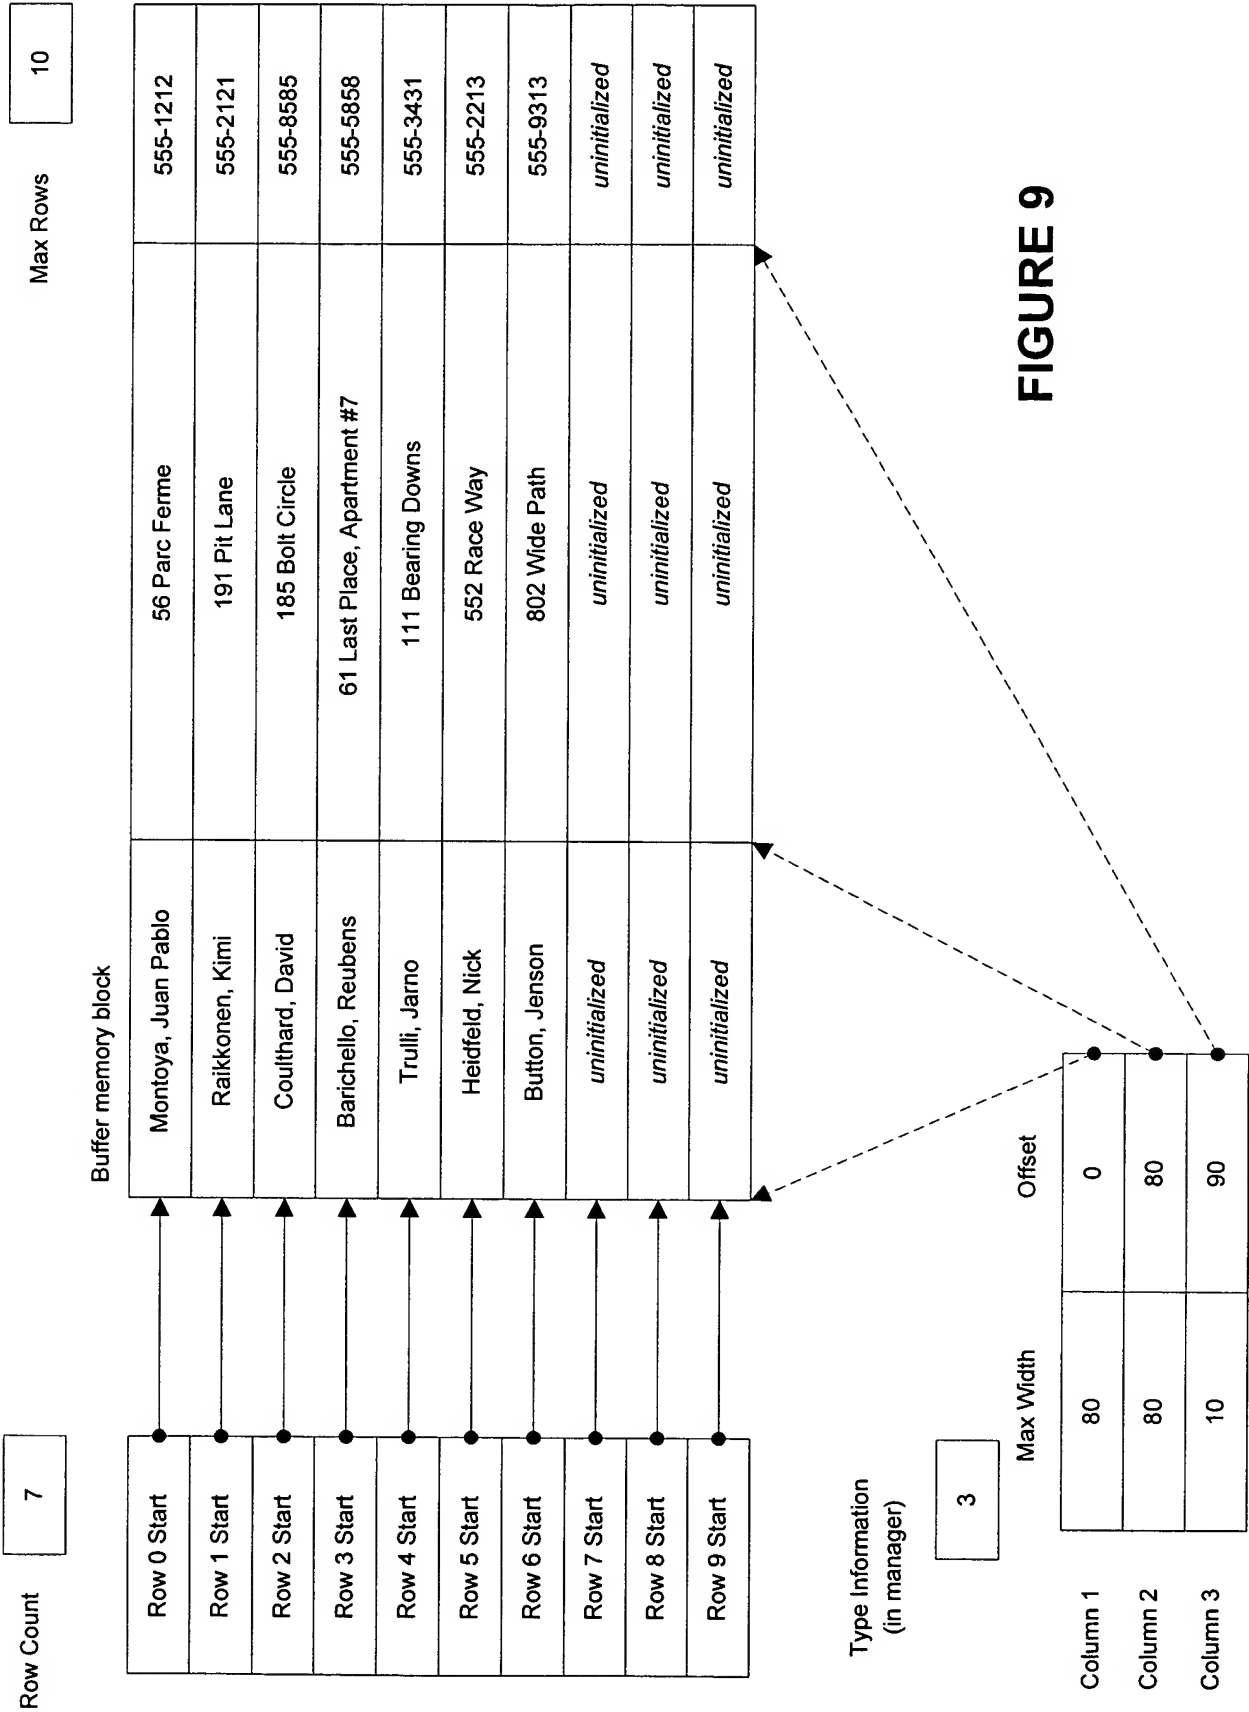 Row Count
7
Max Rows
10
Buffer memory block
Row 0 Start
Montoya, Juan Pablo
56 Parc Ferme
555-1212
Row 1 Start
Raikkonen, Kimi
191 Pit Lane
555-2121
Row 2 Start
Coulthard, David
185 Bolt Circle
555-8585
Row 3 Start
Barichello, Reubens
61 Last Place, Apartment #7
555-5858
Row 4 Start
Trulli, Jarno
111 Bearing Downs
555-3431
Row 5 Start
Heidfeld, Nick
552 Race Way
555-2213
Row 6 Start
Button, Jenson
802 Wide Path
555-9313
Row 7 Start
uninitialized
uninitialized
uninitialized
Row 8 Start
uninitialized
uninitialized
uninitialized
Row 9 Start
uninitialized
uninitialized
uninitialized
Type Information
(in manager)
3
Max Width
Offset
Column 1
80
0
Column 2
80
80
Column 3
10
90
FIGURE 9